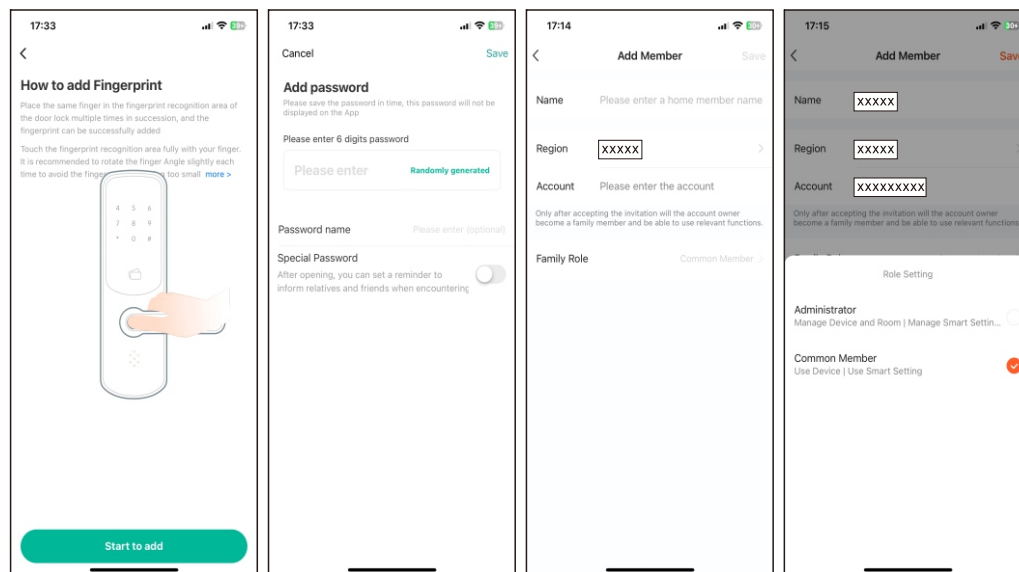 17:33
How to add Fingerprint
Place the same finger in the fingerprint recognition area of
the door lock multiple times in succession, and the
fingerprint can be successfully added
Touch the fingerprint recognition area fully with your finger.
It is recommended to rotate the finger Angle slightly each
time to avoid the finger too small more >
4 5 6
7 8 9
* 0 #
Start to add
17:33
Cancel
Save
Add password
Please save the password in time, this password will not be
displayed on the App
Please enter 6 digits password
Please enter
Randomly generated
Password name
Please enter (optional)
Special Password
After opening, you can set a reminder to
inform relatives and friends when encountering
17:14
Add Member
Save
Name
Please enter a home member name
Region
XXXXX
Account
Please enter the account
Only after accepting the invitation will the account owner
become a family member and be able to use relevant functions.
Family Role
Common Member
17:15
Add Member
Save
Name
XXXXX
Region
XXXXX
Account
XXXXXXXXX
Only after accepting the invitation will the account owner
become a family member and be able to use relevant functions
Role Setting
Administrator
Manage Device and Room | Manage Smart Settin...
Common Member
Use Device | Use Smart Setting